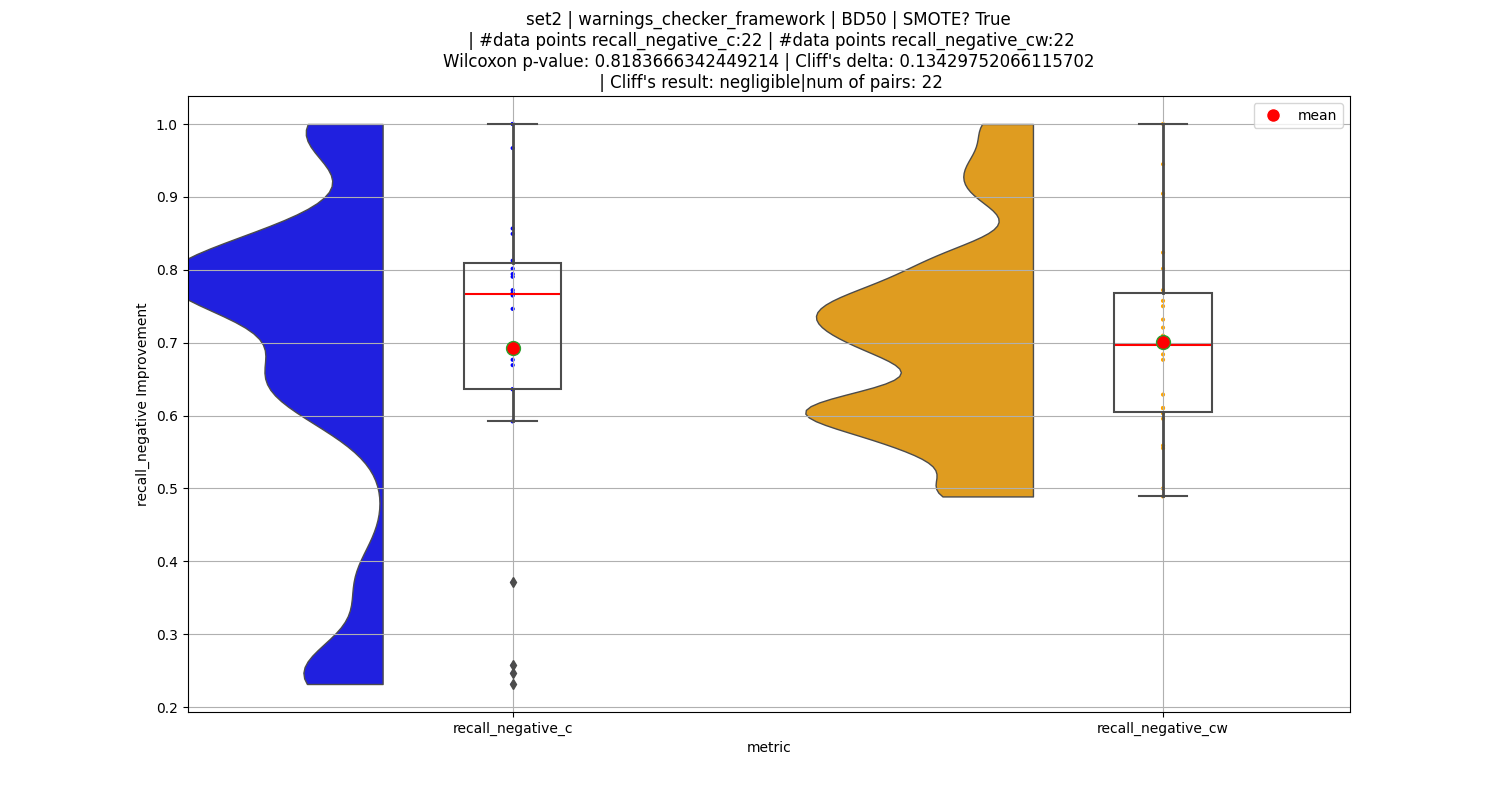 set2 | warnings_checker_framework | BD50 | SMOTE? True
| #data points recall_negative_c:22 | #data points recall_negative_cw:22
Wilcoxon p-value: 0.8183666342449214 | Cliff's delta: 0.13429752066115702
| Cliff's result: negligible|num of pairs: 22
mean
1.0
0.9
0.8
0.7
0.6
0.5
0.4
0.3
0.2
recall_negative Improvement
recall_negative_c
recall_negative_cw
metric